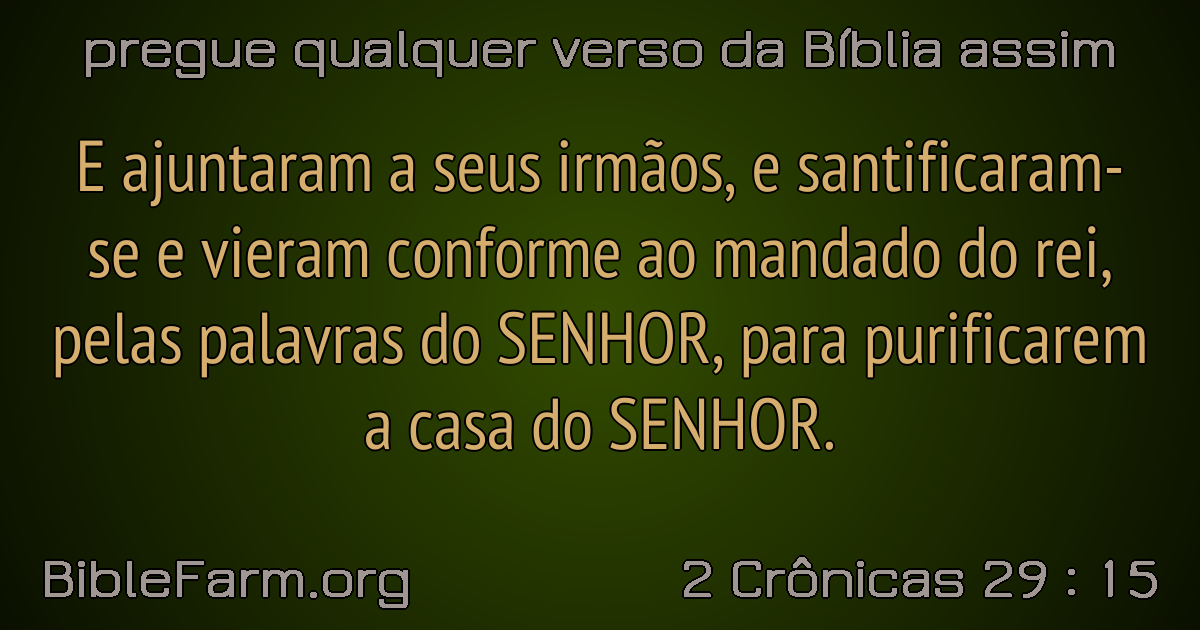 pregue qualquer verso da Bíblia assim
E ajuntaram a seus irmãos, e santificaram-
se e vieram conforme ao mandado do rei,
pelas palavras do SENHOR, para purificarem
a casa do SENHOR.
BibleFarm.org
2 Crônicas 29 : 15